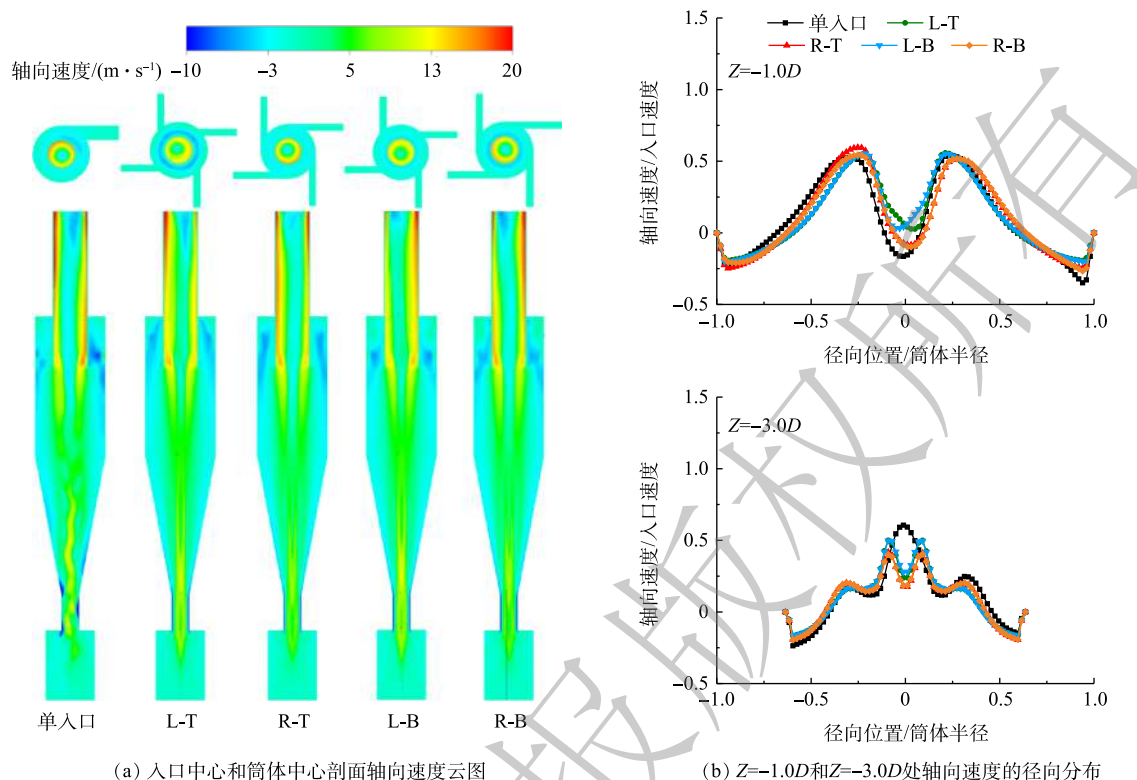 轴向速度/(m·s⁻¹)
-10 -3 5 13 20
单入口 L-T R-T L-B R-B
(a) 入口中心和筒体中心剖面轴向速度云图
单入口 L-T
R-T L-B R-B
Z=-1.0D
轴向速度/入口速度
1.5
1.0
0.5
0
-0.5
-1.0 -0.5 0 0.5 1.0
径向位置/筒体半径
Z=-3.0D
轴向速度/入口速度
1.5
1.0
0.5
0
-0.5
-1.0 -0.5 0 0.5 1.0
径向位置/筒体半径
(b) Z=-1.0D和Z=-3.0D处轴向速度的径向分布
报版权所有